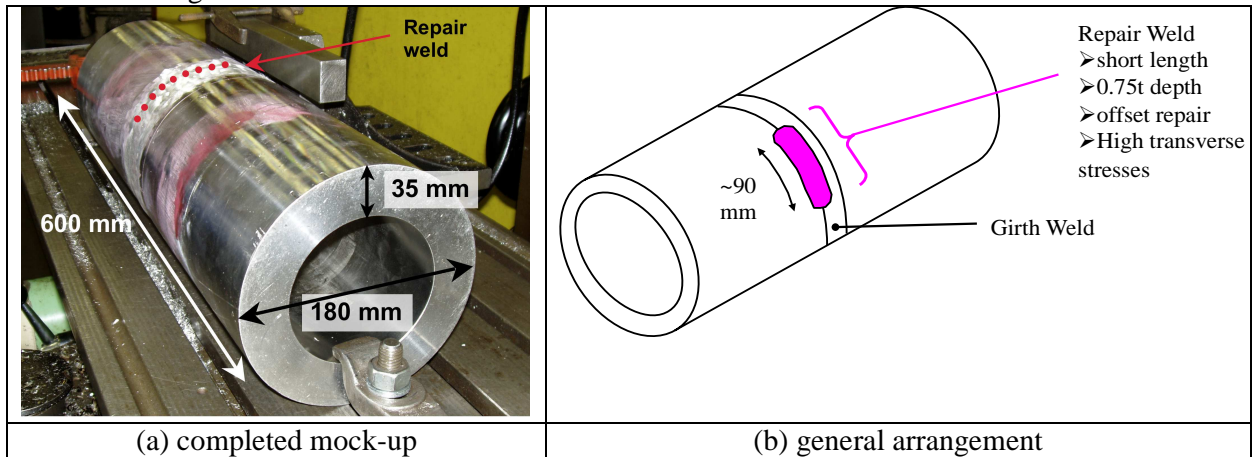 Repair
weld
35 mm
600 mm
180 mm
(a) completed mock-up
Repair Weld
➢short length
➢0.75t depth
➢offset repair
➢High transverse
stresses
~90
mm
Girth Weld
(b) general arrangement